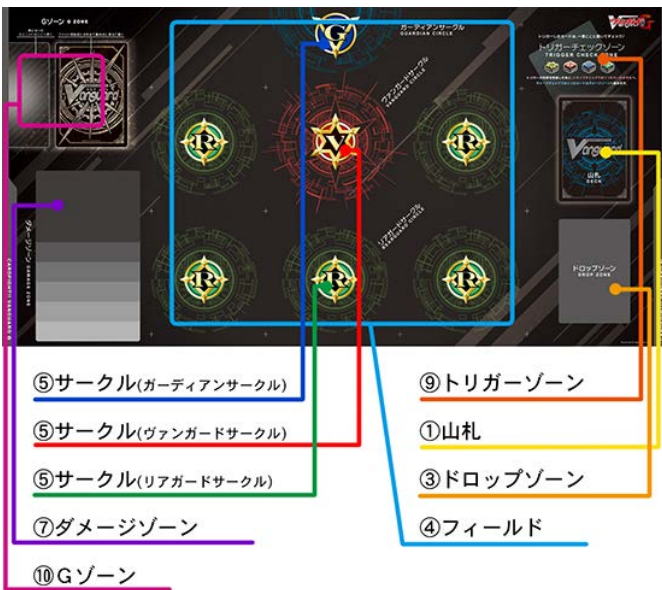 Gゾーン G ZONE
ガーディアンサークル
GUARDIAN CIRCLE
Vanguard G
トリガーチェックゾーン
TRIGGER CHECK ZONE
G
ヴァンガードサークル
VANGUARD CIRCLE
Vanguard
R
V
R
Vanguard
山札
DECK
ダメージゾーン DAMAGE ZONE
リアガードサークル
REARGUARD CIRCLE
R
R
R
ドロップゾーン
DROP ZONE
CARDFIGHT!! VANGUARD G
⑤サークル(ガーディアンサークル)
⑤サークル(ヴァンガードサークル)
⑤サークル(リアガードサークル)
⑦ダメージゾーン
⑩Gゾーン
⑨トリガーゾーン
①山札
③ドロップゾーン
④フィールド